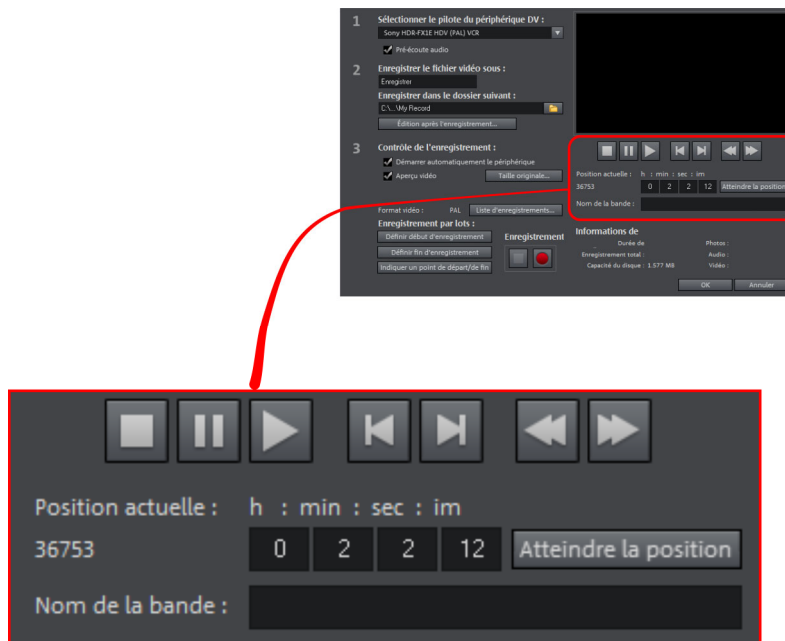 1 Sélectionner le pilote du périphérique DV :
Sony HDR-FX1E HDV (PAL) VCR
Pré-écoute audio
2 Enregistrer le fichier vidéo sous :
Enregistrer
Enregistrer dans le dossier suivant :
C:\...\My Record
Édition après l'enregistrement...
3 Contrôle de l'enregistrement :
Démarrer automatiquement le périphérique
Aperçu vidéo Taille originale...
Format vidéo : PAL Liste d'enregistrements...
Enregistrement par lots :
Définir début d'enregistrement
Définir fin d'enregistrement
Indiquer un point de départ/de fin
Enregistrement
Position actuelle : h : min : sec : im
36753 0 2 2 12 Atteindre la position
Nom de la bande :
Informations de
Durée de Photos :
Enregistrement total : Audio :
Capacité du disque : 1.577 MB Vidéo :
OK Annuler
Position actuelle : h : min : sec : im
36753 0 2 2 12 Atteindre la position
Nom de la bande :